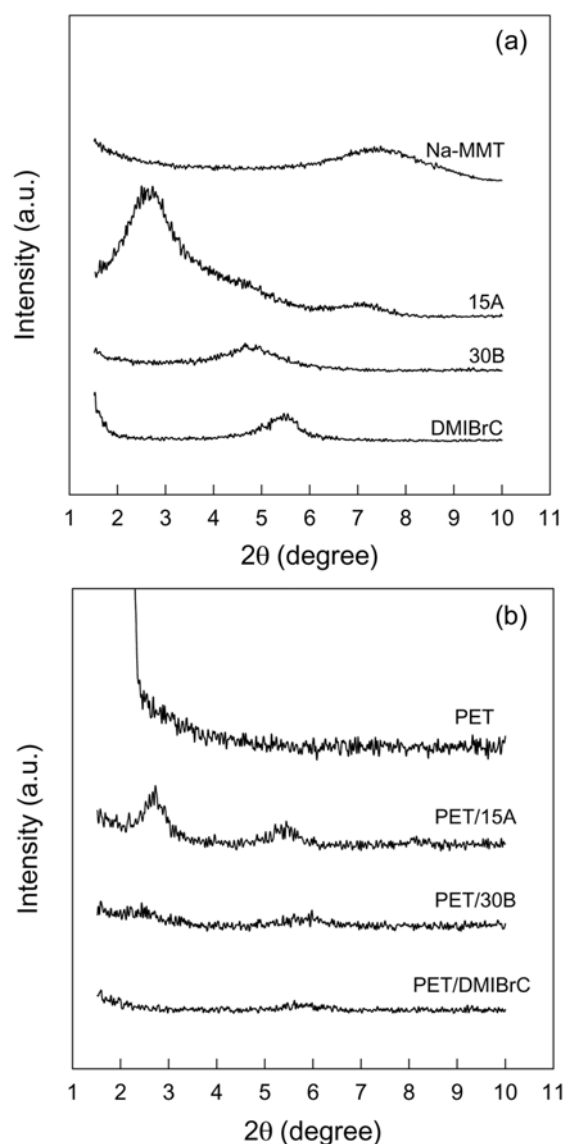 (a)
Na-MMT
15A
30B
DMIBrC
Intensity (a.u.)
1 2 3 4 5 6 7 8 9 10 11
2θ (degree)
(b)
PET
PET/15A
PET/30B
PET/DMIBrC
Intensity (a.u.)
1 2 3 4 5 6 7 8 9 10 11
2θ (degree)